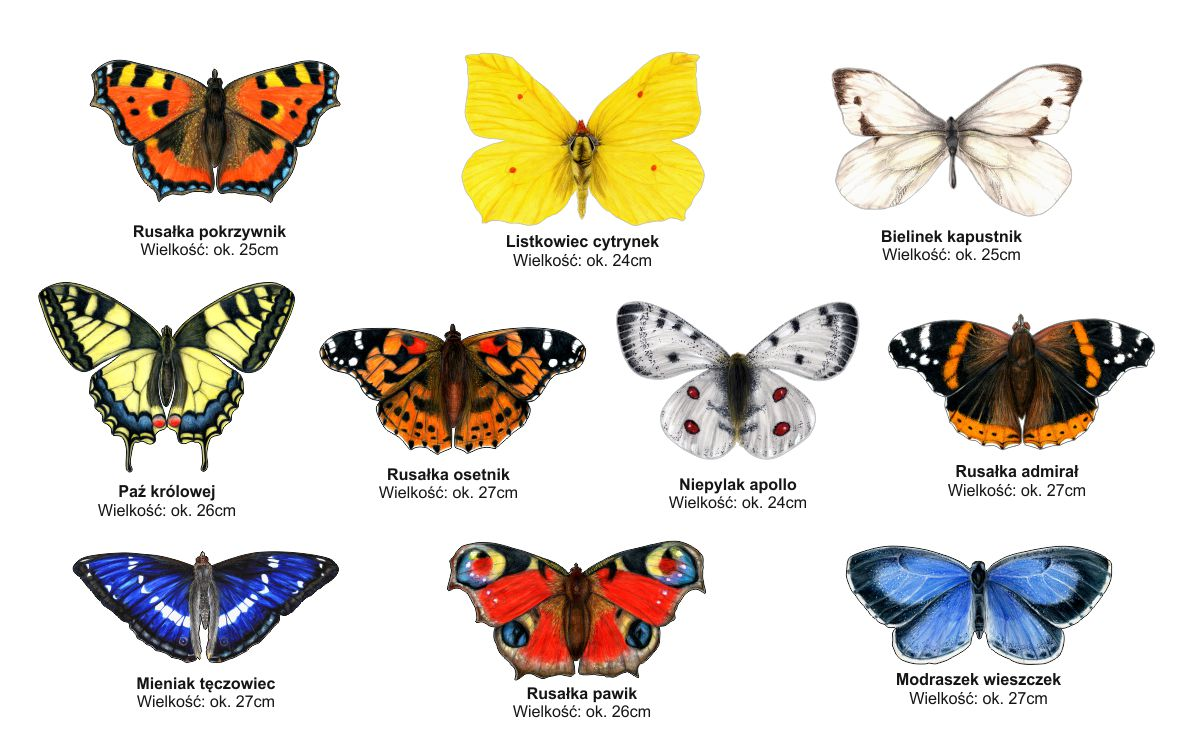 Rusałka pokrzywnik
Wielkość: ok. 25cm
Listkowiec cytrynek
Wielkość: ok. 24cm
Bielinek kapustnik
Wielkość: ok. 25cm
Paź królowej
Wielkość: ok. 26cm
Rusałka osetnik
Wielkość: ok. 27cm
Niepylak apollo
Wielkość: ok. 24cm
Rusałka admirał
Wielkość: ok. 27cm
Mieniak tęczowiec
Wielkość: ok. 27cm
Rusałka pawik
Wielkość: ok. 26cm
Modraszek wieszczek
Wielkość: ok. 27cm